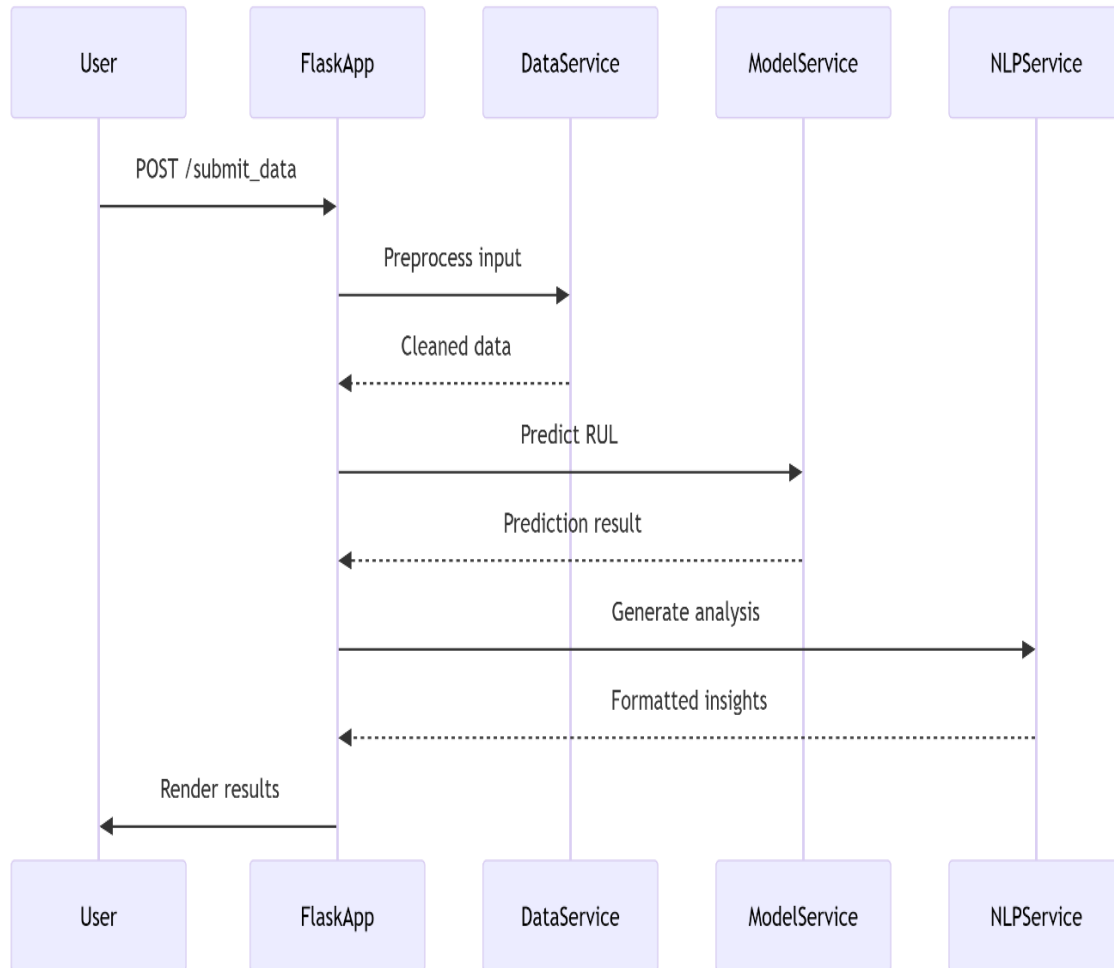 User
FlaskApp
DataService
ModelService
NLPService
POST /submit_data
Preprocess input
Cleaned data
Predict RUL
Prediction result
Generate analysis
Formatted insights
Render results
User
FlaskApp
DataService
ModelService
NLPService